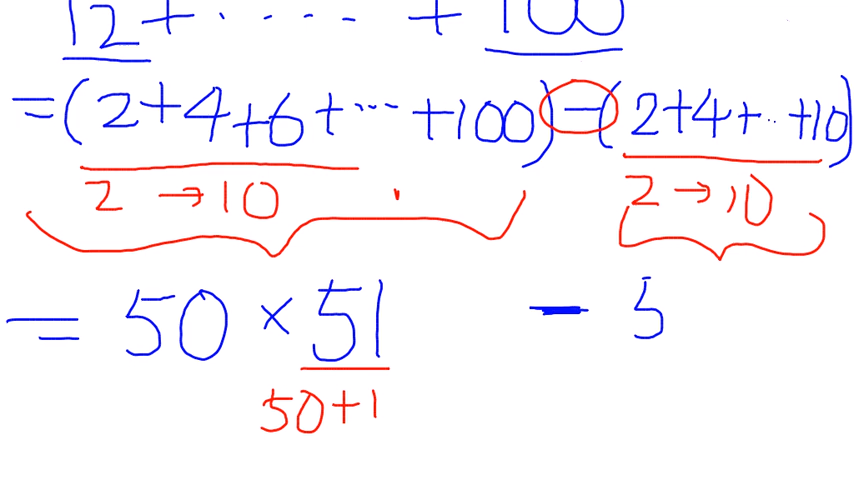 12+ ···· + 100
=(2+4+6+···+100)-(2+4+··+10)
2→10 2→10
= 50×51 - 5
50+1